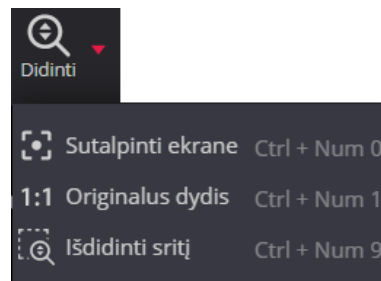 Didinti
Sutalpinti ekrane Ctrl + Num 0
1:1 Originalus dydis Ctrl + Num 1
Išdidinti sritį Ctrl + Num 9